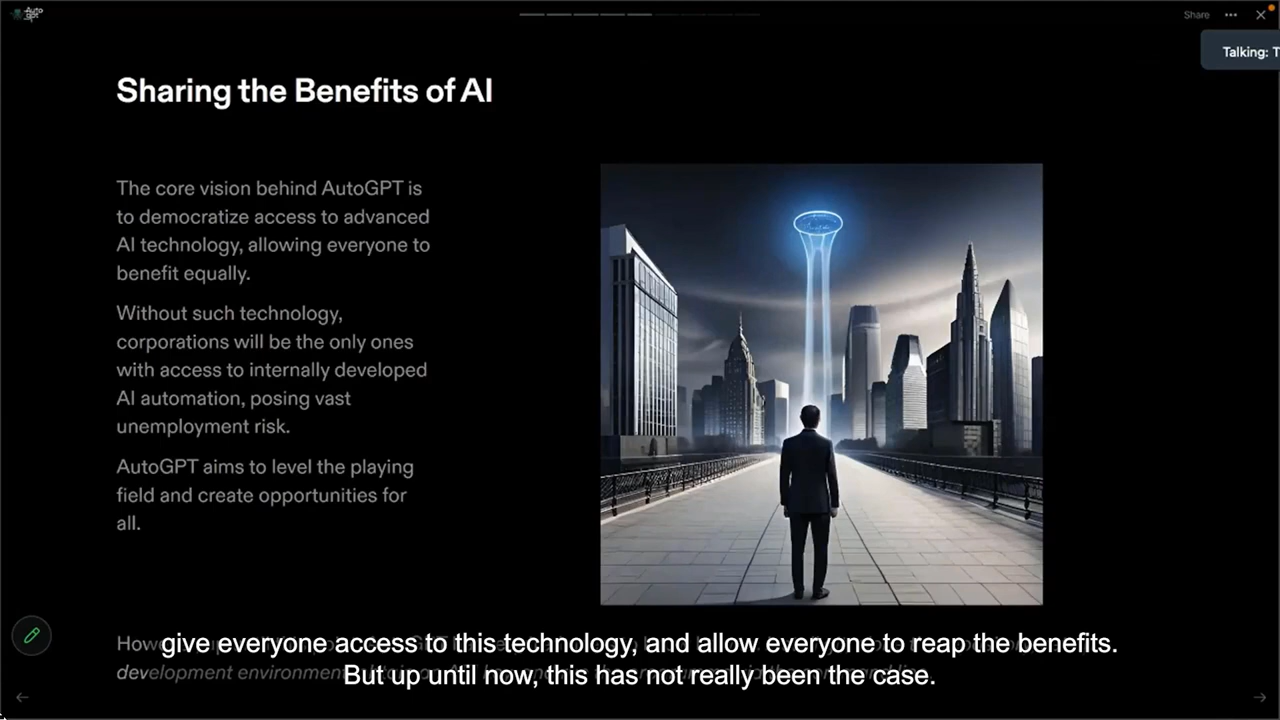 Auto
gpt
Share
Talking: T
Sharing the Benefits of AI
The core vision behind AutoGPT is
to democratize access to advanced
AI technology, allowing everyone to
benefit equally.
Without such technology,
corporations will be the only ones
with access to internally developed
AI automation, posing vast
unemployment risk.
AutoGPT aims to level the playing
field and create opportunities for
all.
development environment
give everyone access to this technology, and allow everyone to reap the benefits.
But up until now, this has not really been the case.